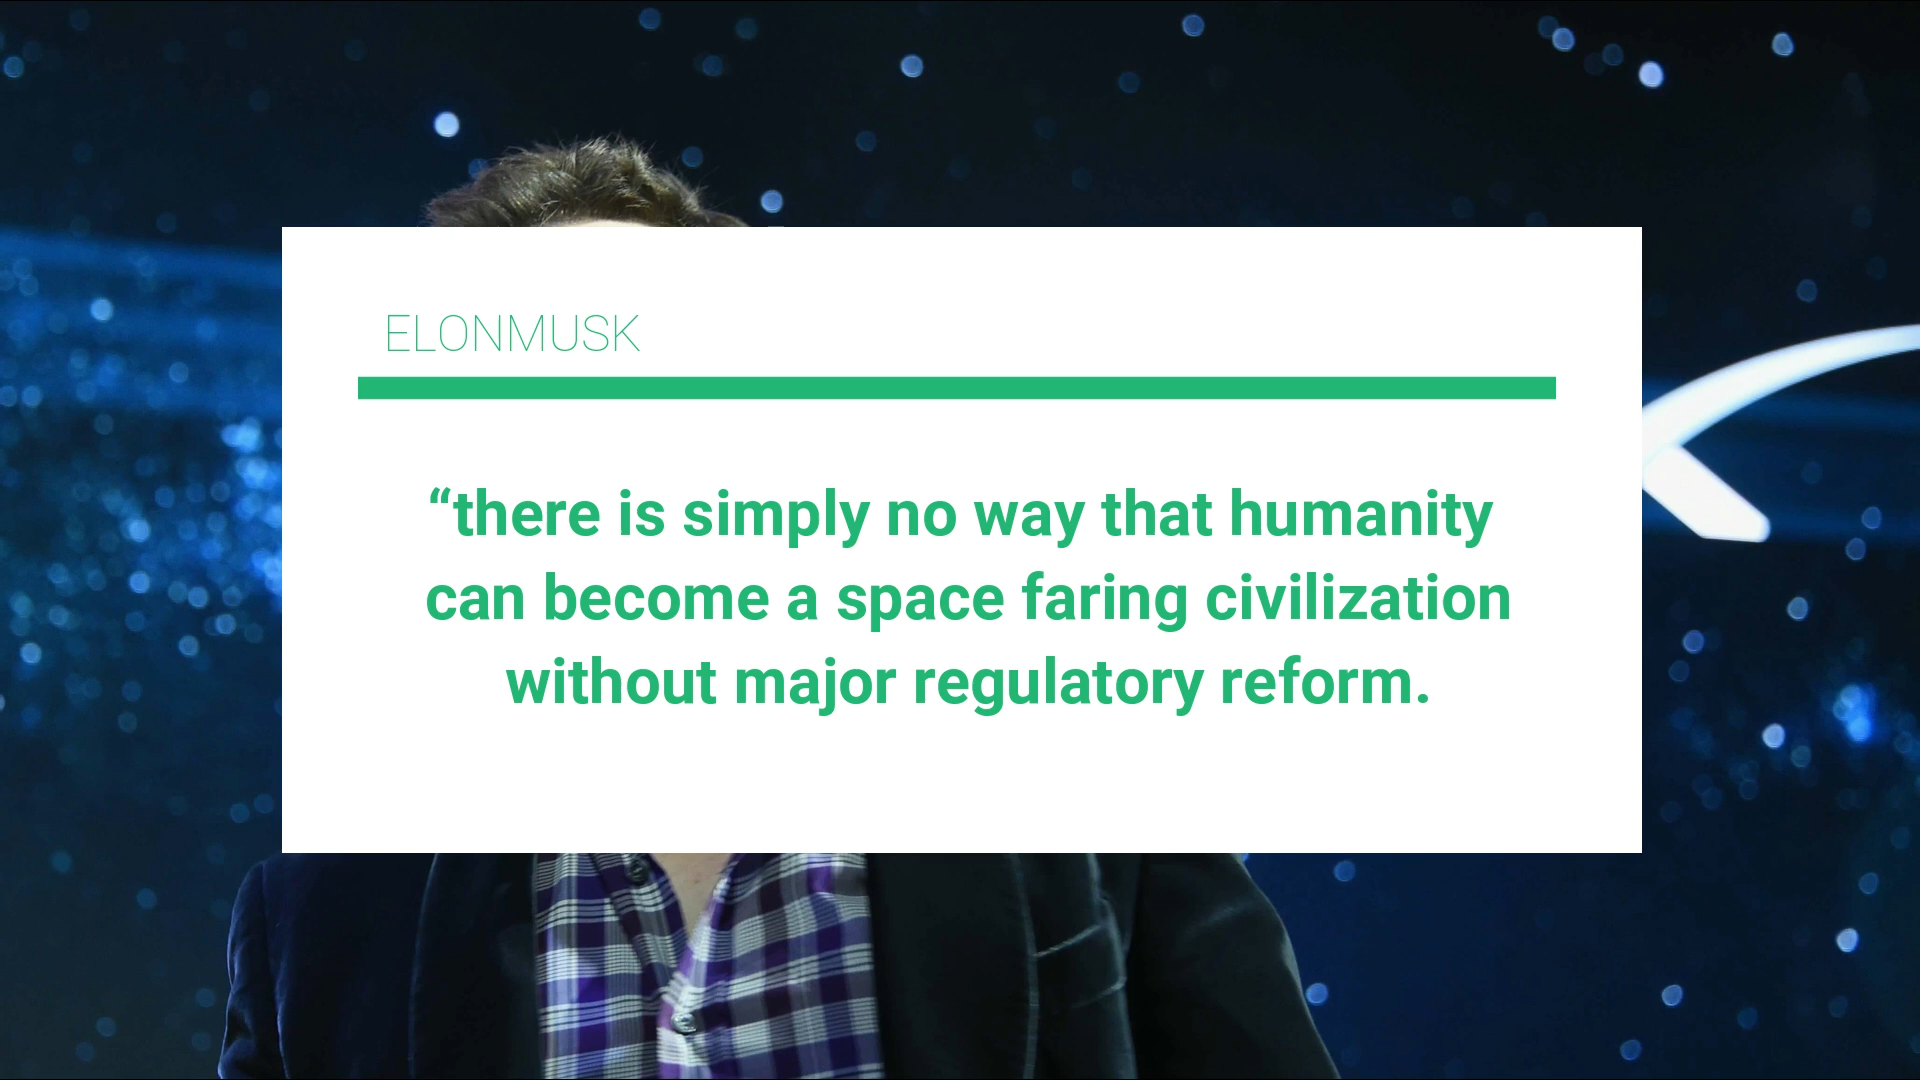 ELONMUSK
“there is simply no way that humanity
can become a space faring civilization
without major regulatory reform.